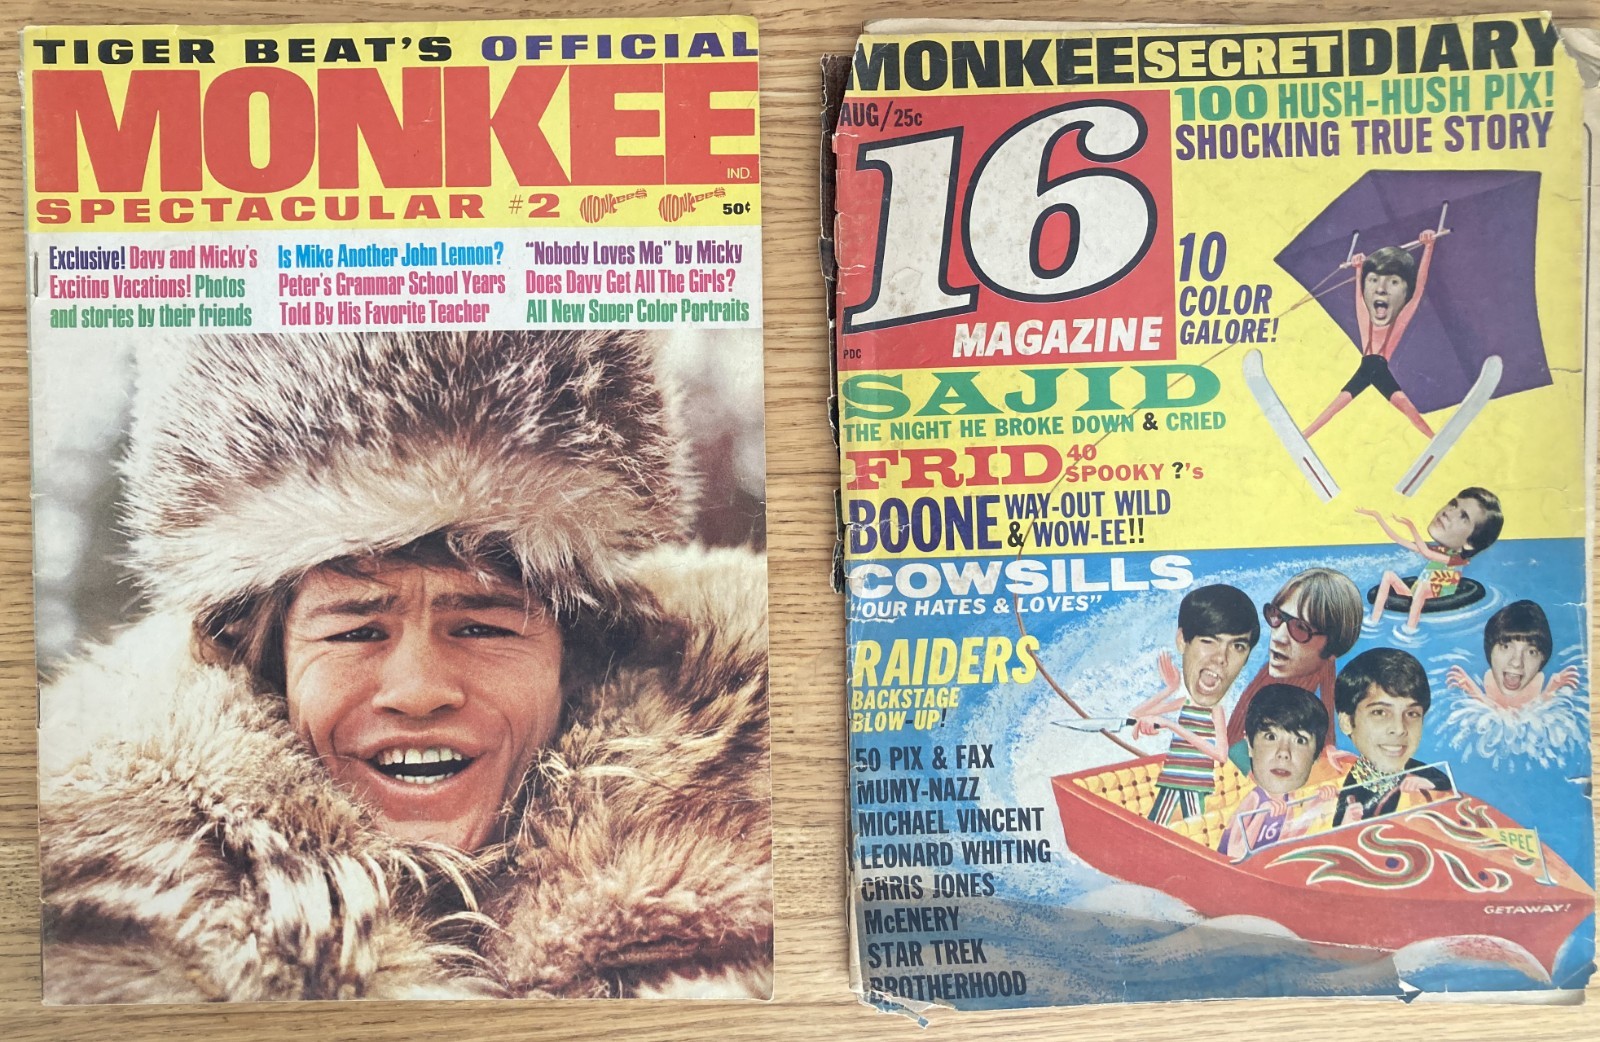 TIGER BEAT'S OFFICIAL
MONKEE
IND.
SPECTACULAR #2 MONKEES MONKEES 50¢
Exclusive! Davy and Micky's
Exciting Vacations! Photos
and stories by their friends
Is Mike Another John Lennon?
Peter's Grammar School Years
Told By His Favorite Teacher
"Nobody Loves Me" by Micky
Does Davy Get All The Girls?
All New Super Color Portraits
MONKEE SECRET DIARY
100 HUSH-HUSH PIX!
SHOCKING TRUE STORY
AUG/25c
16
MAGAZINE
PDC
10
COLOR
GALORE!
SAJID
THE NIGHT HE BROKE DOWN & CRIED
FRID 40
SPOOKY ?'s
BOONE WAY-OUT WILD
& WOW-EE!!
COWSILLS
"OUR HATES & LOVES"
RAIDERS
BACKSTAGE
BLOW UP!
50 PIX & FAX
MUMY-NAZZ
MICHAEL VINCENT
LEONARD WHITING
CHRIS JONES
McENERY
STAR TREK
BROTHERHOOD
16
SPEC
GETAWAY!